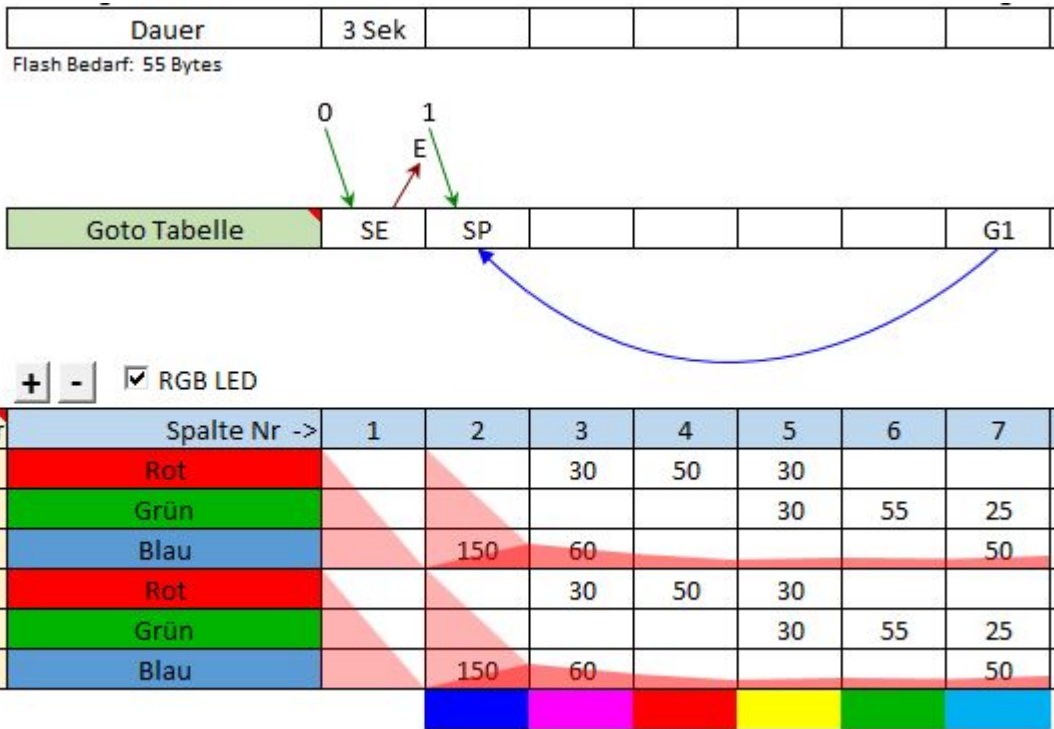 Dauer 3 Sek
Flash Bedarf: 55 Bytes
0 1
E
Goto Tabelle SE SP G1
+ - RGB LED
Spalte Nr -> 1 2 3 4 5 6 7
Rot 30 50 30
Grün 30 55 25
Blau 150 60 50
Rot 30 50 30
Grün 30 55 25
Blau 150 60 50